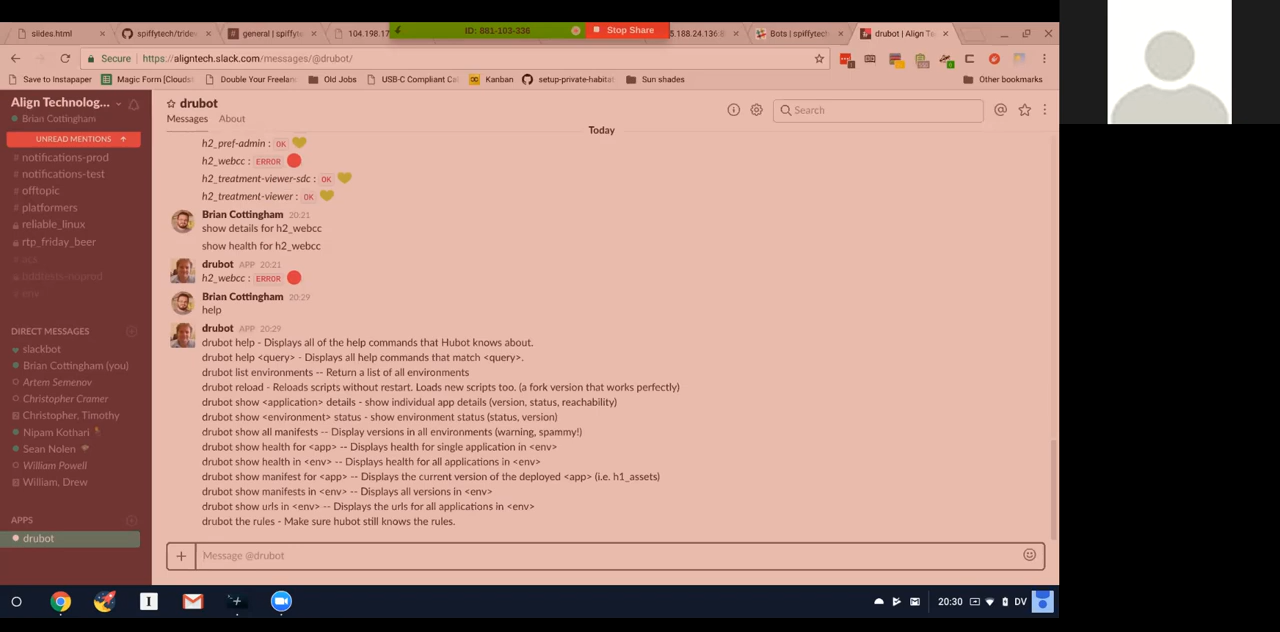 slides.html
spiffytech/tride
general | spiffyte
104.198.17
ID: 881-103-336
Stop Share
5.188.24.136:8
Bots | spiffytech
drubot | Align Te
Secure
https://aligntech.slack.com/messages/@drubot/
Save to Instapaper
Magic Form [Clouds
Double Your Freelan
Old Jobs
USB-C Compliant Ca
Kanban
setup-private-habitat
Sun shades
Other bookmarks
Align Technolog...
Brian Cottingham
UNREAD MENTIONS
# notifications-prod
# notifications-test
# offtopic
# platformers
reliable_linux
rtp_friday_beer
bddtests-noprod
DIRECT MESSAGES
slackbot
Brian Cottingham (you)
Artem Semenov
Christopher Cramer
Christopher, Timothy
Nipam Kothari
Sean Nolen
William Powell
William, Drew
APPS
drubot
drubot
Messages
About
Search
Today
h2_pref-admin : OK
h2_webcc : ERROR
h2_treatment-viewer-sdc : OK
h2_treatment-viewer : OK
Brian Cottingham 20:21
show details for h2_webcc
show health for h2_webcc
drubot APP 20:21
h2_webcc : ERROR
Brian Cottingham 20:29
help
drubot APP 20:29
drubot help - Displays all of the help commands that Hubot knows about.
drubot help <query> - Displays all help commands that match <query>.
drubot list environments -- Return a list of all environments
drubot reload - Reloads scripts without restart. Loads new scripts too. (a fork version that works perfectly)
drubot show <application> details - show individual app details (version, status, reachability)
drubot show <environment> status - show environment status (status, version)
drubot show all manifests -- Display versions in all environments (warning, spammy!)
drubot show health for <app> -- Displays health for single application in <env>
drubot show health in <env> -- Displays health for all applications in <env>
drubot show manifest for <app> -- Displays the current version of the deployed <app> (i.e. h1_assets)
drubot show manifests in <env> -- Displays all versions in <env>
drubot show urls in <env> -- Displays the urls for all applications in <env>
drubot the rules - Make sure hubot still knows the rules.
Message @drubot
20:30
DV